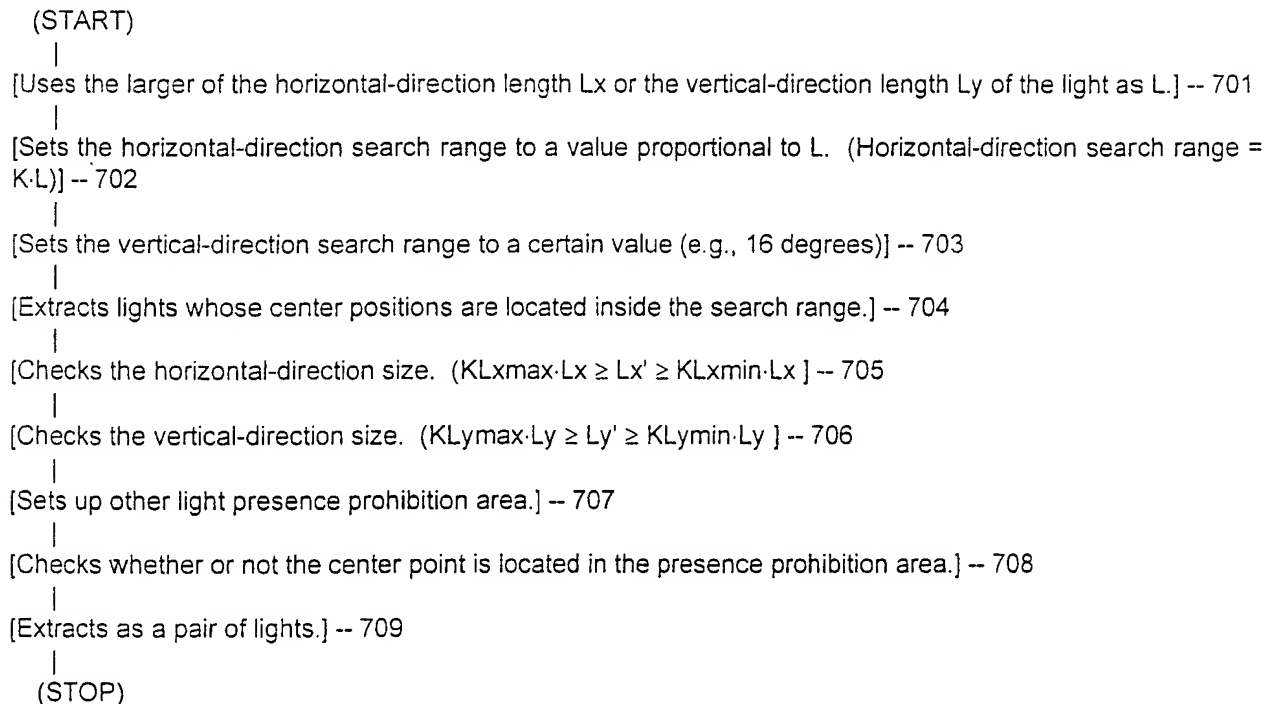 (START)
|
[Uses the larger of the horizontal-direction length Lx or the vertical-direction length Ly of the light as L.] -- 701
|
[Sets the horizontal-direction search range to a value proportional to L. (Horizontal-direction search range =
K·L)] -- 702
|
[Sets the vertical-direction search range to a certain value (e.g., 16 degrees)] -- 703
|
[Extracts lights whose center positions are located inside the search range.] -- 704
|
[Checks the horizontal-direction size. (KLxmax·Lx ≥ Lx' ≥ KLxmin·Lx ] -- 705
|
[Checks the vertical-direction size. (KLymax·Ly ≥ Ly' ≥ KLymin·Ly ] -- 706
|
[Sets up other light presence prohibition area.] -- 707
|
[Checks whether or not the center point is located in the presence prohibition area.] -- 708
|
[Extracts as a pair of lights.] -- 709
|
(STOP)